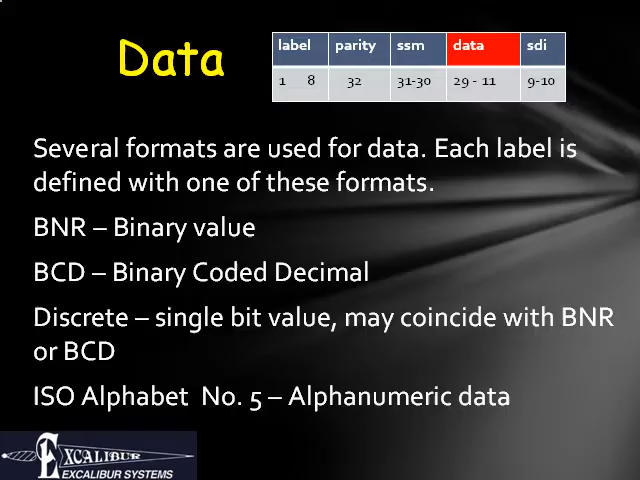 Data
label parity ssm data sdi
1 8 32 31-30 29 - 11 9-10
Several formats are used for data. Each label is
defined with one of these formats.
BNR – Binary value
BCD – Binary Coded Decimal
Discrete – single bit value, may coincide with BNR
or BCD
ISO Alphabet No. 5 – Alphanumeric data
EXCALIBUR
EXCALIBUR SYSTEMS